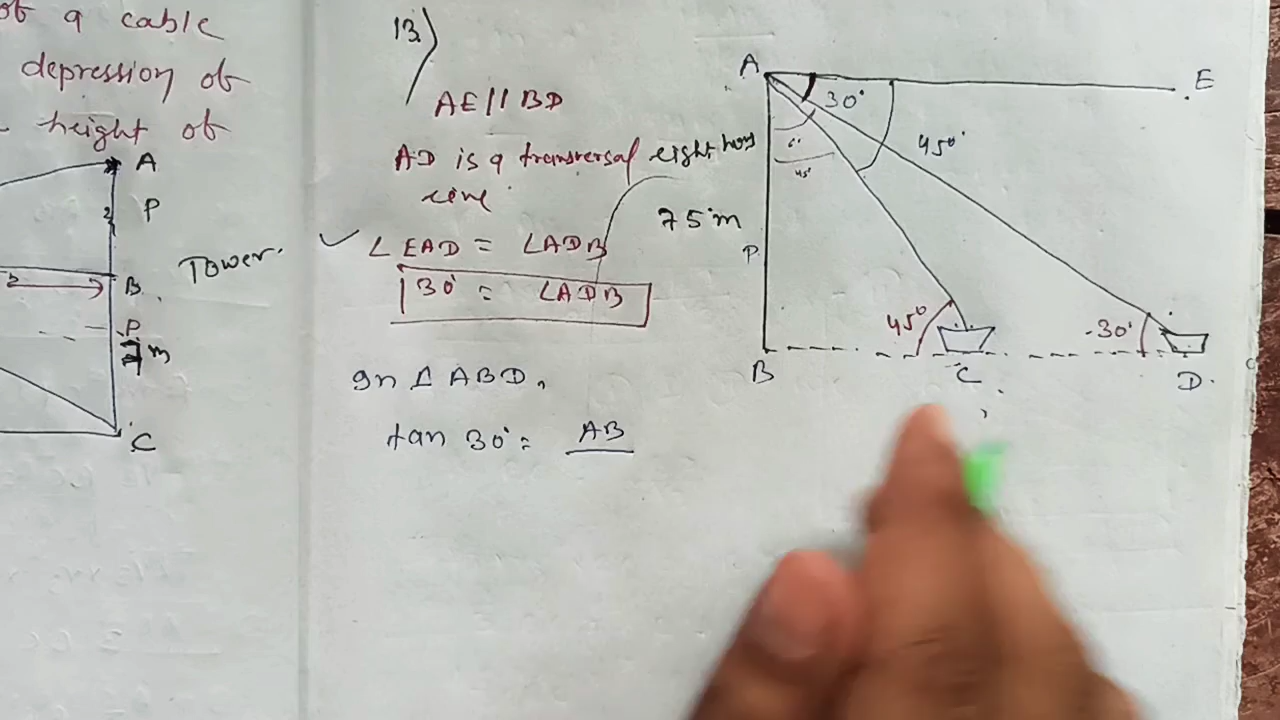 of a cable
depression of
height of
A
P
B
Tower.
P
m
C
13)
AE // BD
AD is a transversal
line
∠EAD = ∠ADB
30° = ∠ADB
In Δ ABD,
tan 30° = AB
A
E
30°
45°
45°
75 m
P
45°
30°
B
C
D